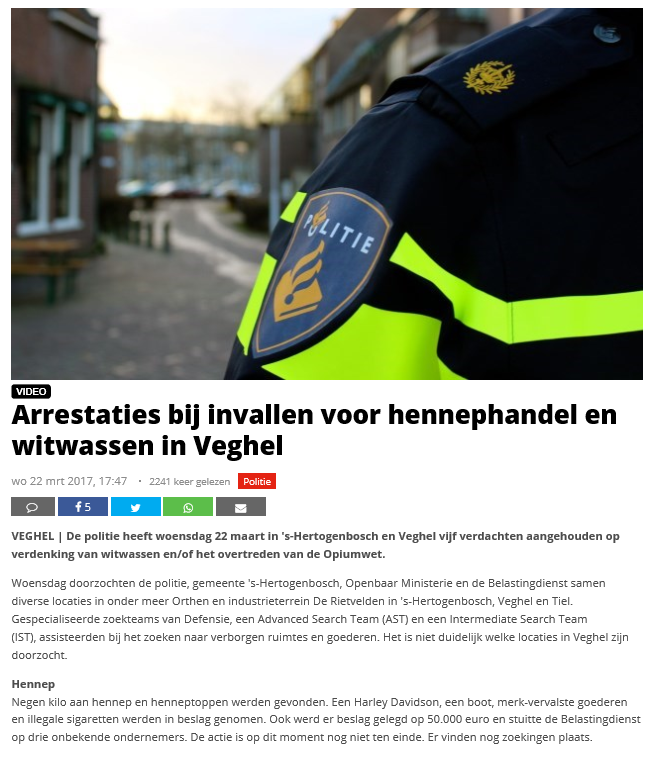 POLITIE
VIDEO
Arrestaties bij invallen voor hennephandel en
witwassen in Veghel
wo 22 mrt 2017, 17:47 • 2241 keer gelezen Politie
5
VEGHEL | De politie heeft woensdag 22 maart in 's-Hertogenbosch en Veghel vijf verdachten aangehouden op
verdenking van witwassen en/of het overtreden van de Opiumwet.
Woensdag doorzochten de politie, gemeente 's-Hertogenbosch, Openbaar Ministerie en de Belastingdienst samen
diverse locaties in onder meer Orthen en industrieterrein De Rietvelden in 's-Hertogenbosch, Veghel en Tiel.
Gespecialiseerde zoekteams van Defensie, een Advanced Search Team (AST) en een Intermediate Search Team
(IST), assisteerden bij het zoeken naar verborgen ruimtes en goederen. Het is niet duidelijk welke locaties in Veghel zijn
doorzocht.
Hennep
Negen kilo aan hennep en henneptoppen werden gevonden. Een Harley Davidson, een boot, merk-vervalste goederen
en illegale sigaretten werden in beslag genomen. Ook werd er beslag gelegd op 50.000 euro en stuitte de Belastingdienst
op drie onbekende ondernemers. De actie is op dit moment nog niet ten einde. Er vinden nog zoekingen plaats.